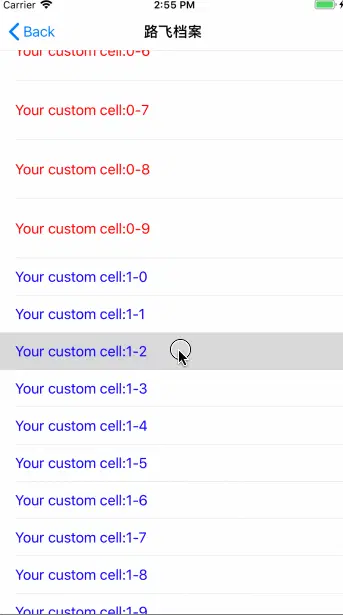 Carrier 2:55 PM
Back 路飞档案
Your custom cell:0-6
Your custom cell:0-7
Your custom cell:0-8
Your custom cell:0-9
Your custom cell:1-0
Your custom cell:1-1
Your custom cell:1-2
Your custom cell:1-3
Your custom cell:1-4
Your custom cell:1-5
Your custom cell:1-6
Your custom cell:1-7
Your custom cell:1-8
Your custom cell:1-9